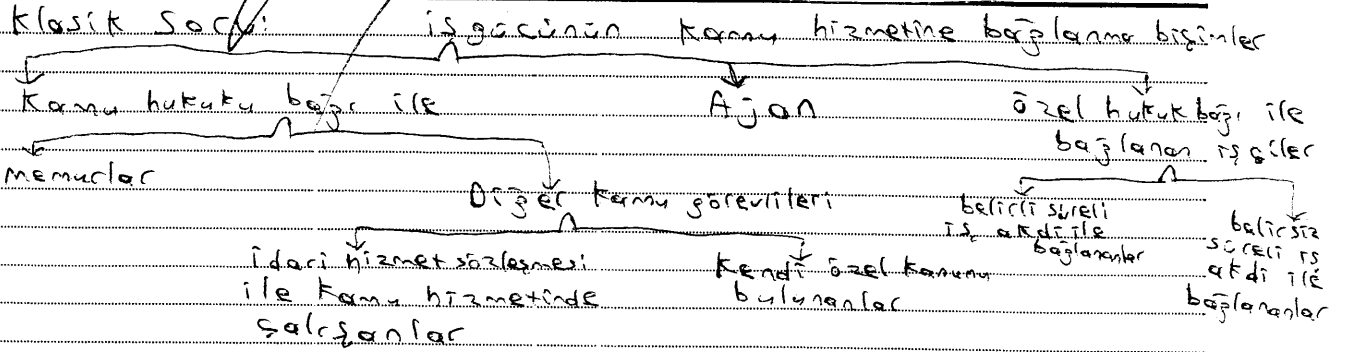 Klasik Soru: işgücünün kamu hizmetine bağlanma biçimler
Kamu hukuku bağı ile
Ajan
özel hukuk bağı ile
bağlanan işçiler
memurlar
Diğer kamu görevlileri
belirli süreli
iş akdi ile
bağlananlar
belirsiz
süreli iş
akdi ile
bağlananlar
İdari hizmet sözleşmesi
ile kamu hizmetinde
çalışanlar
Kendi özel kanunu
bulunanlar